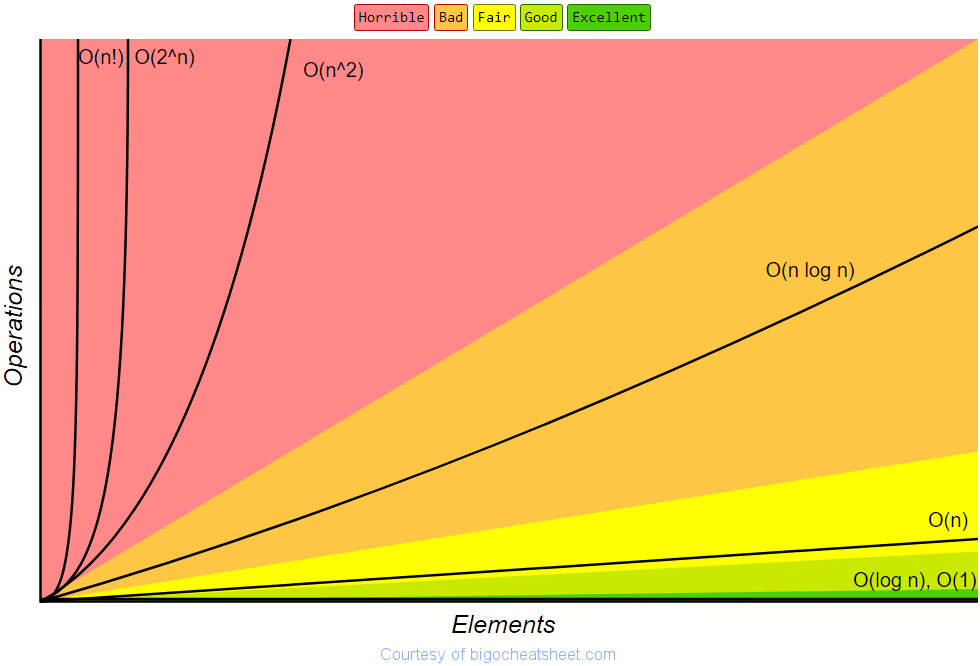 Horrible Bad Fair Good Excellent
O(n!) O(2^n)
O(n^2)
O(n log n)
O(n)
O(log n), O(1)
Operations
Elements
Courtesy of bigocheatsheet.com